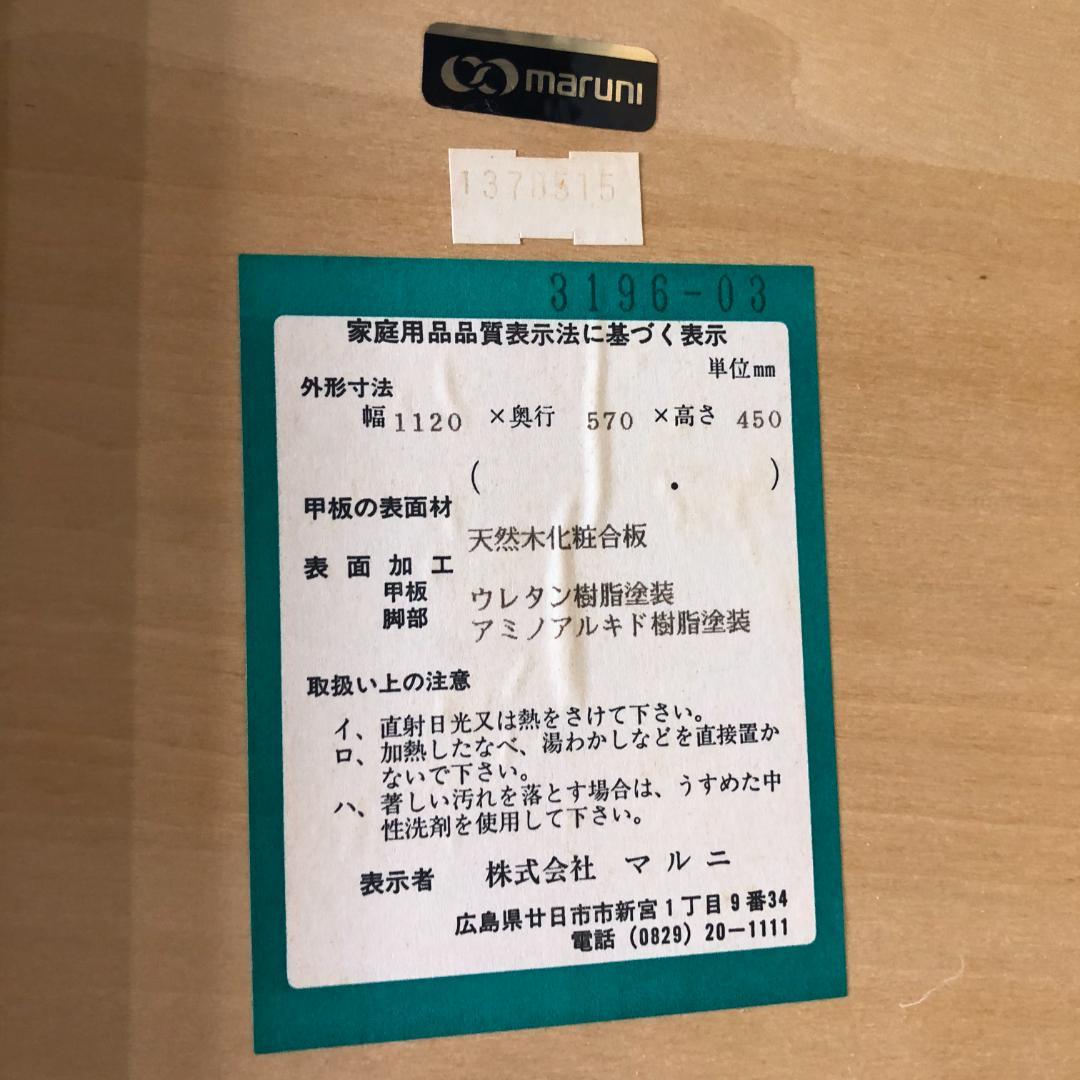 maruni
1378515
3196-03
家庭用品品質表示法に基づく表示
単位mm
外形寸法
幅1120 ×奥行 570 ×高さ 450
( . )
甲板の表面材
天然木化粧合板
表面加工
甲板 ウレタン樹脂塗装
脚部 アミノアルキド樹脂塗装
取扱い上の注意
イ、直射日光又は熱をさけて下さい。
ロ、加熱したなべ、湯わかしなどを直接置か
ないで下さい。
ハ、著しい汚れを落とす場合は、うすめた中
性洗剤を使用して下さい。
表示者 株式会社 マルニ
広島県廿日市市新宮1丁目9番34
電話 (0829) 20-1111